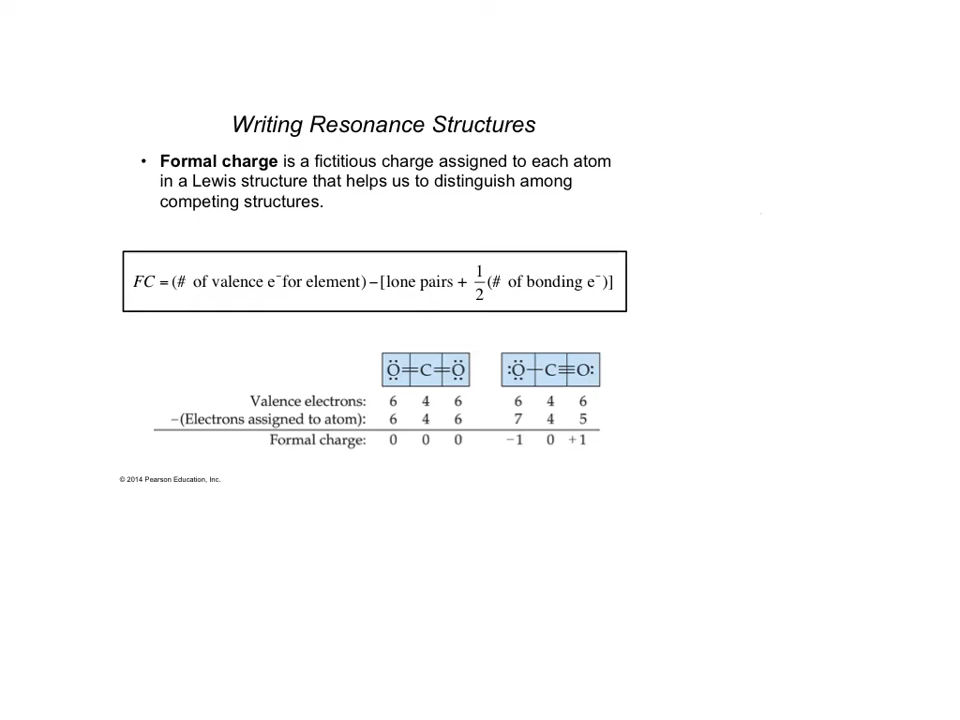 Writing Resonance Structures
• Formal charge is a fictitious charge assigned to each atom
in a Lewis structure that helps us to distinguish among
competing structures.
FC = (# of valence e⁻for element) − [lone pairs + 1/2 (# of bonding e⁻)]
:Ö=C=Ö: :Ö−C≡O:
Valence electrons: 6 4 6 6 4 6
−(Electrons assigned to atom): 6 4 6 7 4 5
Formal charge: 0 0 0 −1 0 +1
© 2014 Pearson Education, Inc.